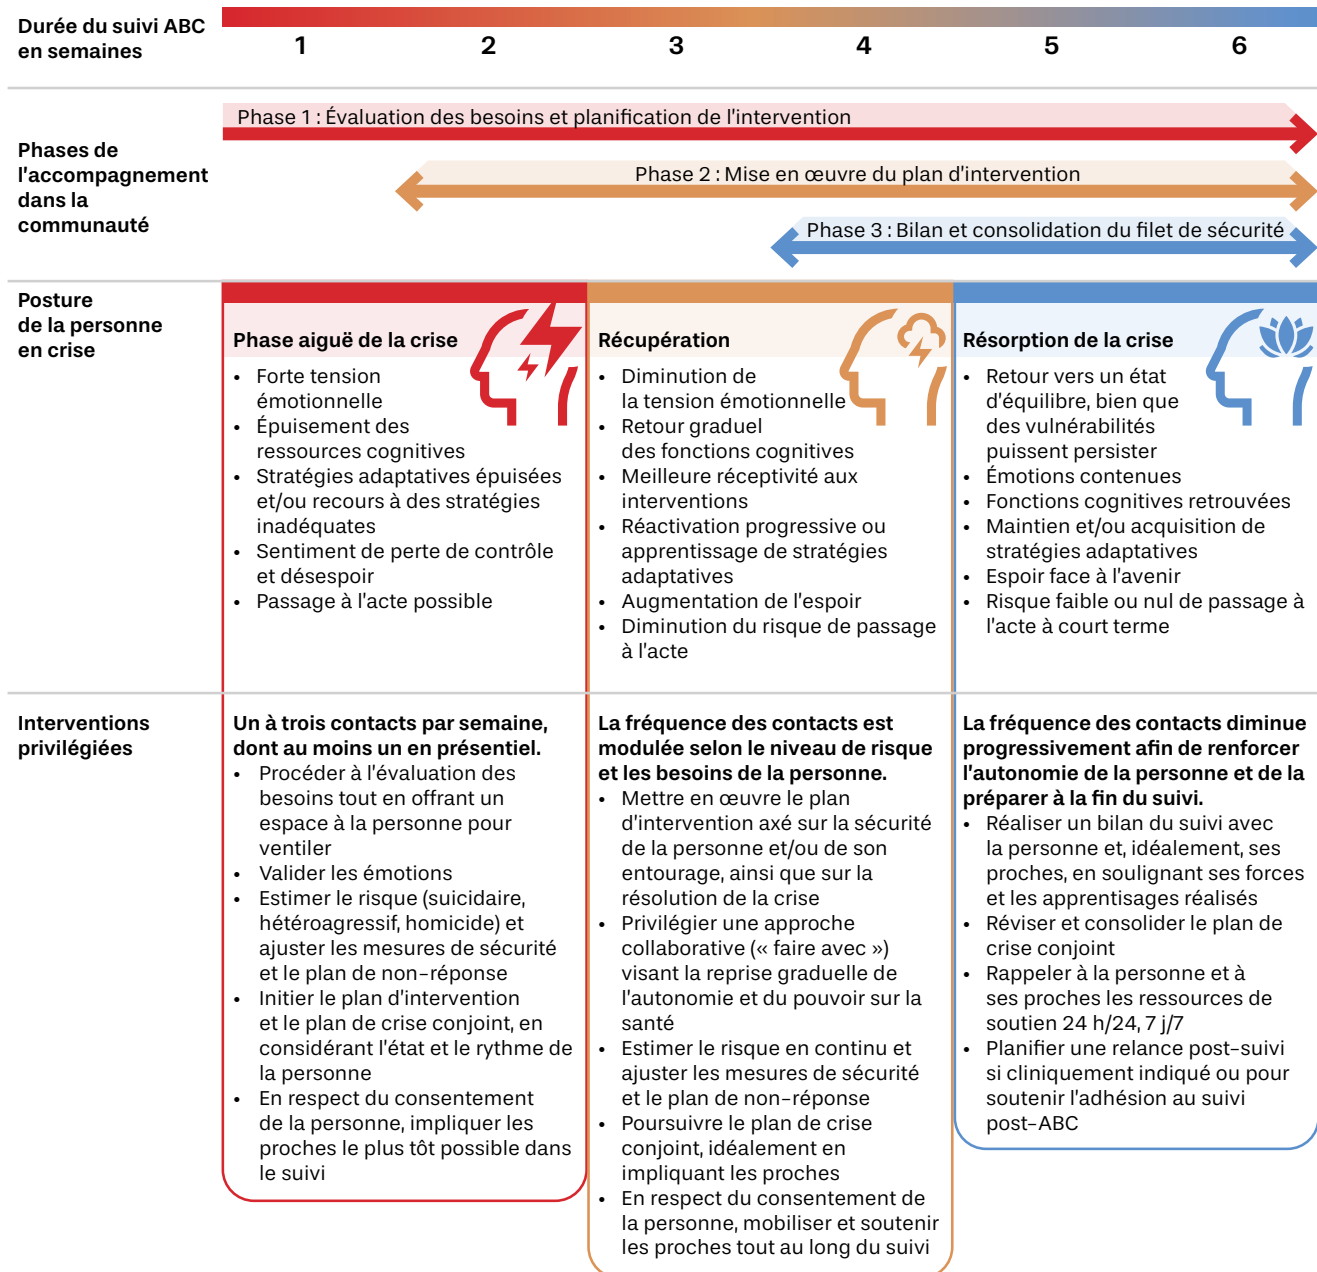 Durée du suivi ABC
en semaines
1 2 3 4 5 6
Phases de
l'accompagnement
dans la
communauté
Phase 1 : Évaluation des besoins et planification de l'intervention
Phase 2 : Mise en œuvre du plan d'intervention
Phase 3 : Bilan et consolidation du filet de sécurité
Posture
de la personne
en crise
Phase aiguë de la crise
• Forte tension
émotionnelle
• Épuisement des
ressources cognitives
• Stratégies adaptatives épuisées
et/ou recours à des stratégies
inadéquates
• Sentiment de perte de contrôle
et désespoir
• Passage à l'acte possible
Récupération
• Diminution de
la tension émotionnelle
• Retour graduel
des fonctions cognitives
• Meilleure réceptivité aux
interventions
• Réactivation progressive ou
apprentissage de stratégies
adaptatives
• Augmentation de l'espoir
• Diminution du risque de passage
à l'acte
Résorption de la crise
• Retour vers un état
d'équilibre, bien que
des vulnérabilités
puissent persister
• Émotions contenues
• Fonctions cognitives retrouvées
• Maintien et/ou acquisition de
stratégies adaptatives
• Espoir face à l'avenir
• Risque faible ou nul de passage à
l'acte à court terme
Interventions
privilégiées
Un à trois contacts par semaine,
dont au moins un en présentiel.
• Procéder à l'évaluation des
besoins tout en offrant un
espace à la personne pour
ventiler
• Valider les émotions
• Estimer le risque (suicidaire,
hétéroagressif, homicide) et
ajuster les mesures de sécurité
et le plan de non-réponse
• Initier le plan d'intervention
et le plan de crise conjoint, en
considérant l'état et le rythme de
la personne
• En respect du consentement
de la personne, impliquer les
proches le plus tôt possible dans
le suivi
La fréquence des contacts est
modulée selon le niveau de risque
et les besoins de la personne.
• Mettre en œuvre le plan
d'intervention axé sur la sécurité
de la personne et/ou de son
entourage, ainsi que sur la
résolution de la crise
• Privilégier une approche
collaborative (« faire avec »)
visant la reprise graduelle de
l'autonomie et du pouvoir sur la
santé
• Estimer le risque en continu et
ajuster les mesures de sécurité
et le plan de non-réponse
• Poursuivre le plan de crise
conjoint, idéalement en
impliquant les proches
• En respect du consentement de
la personne, mobiliser et soutenir
les proches tout au long du suivi
La fréquence des contacts diminue
progressivement afin de renforcer
l'autonomie de la personne et de la
préparer à la fin du suivi.
• Réaliser un bilan du suivi avec
la personne et, idéalement, ses
proches, en soulignant ses forces
et les apprentisages réalisés
• Réviser et consolider le plan de
crise conjoint
• Rappeler à la personne et à
ses proches les ressources de
soutien 24 h/24, 7 j/7
• Planifier une relance post-suivi
si cliniquement indiqué ou pour
soutenir l'adhésion au suivi
post-ABC